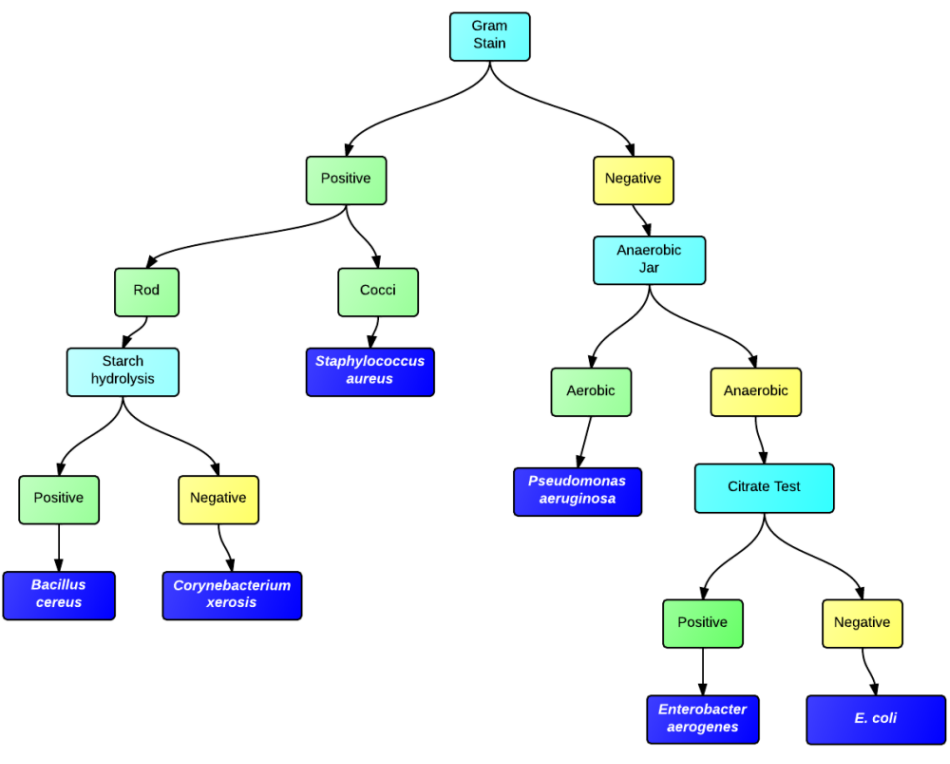 Gram
Stain
Positive
Negative
Anaerobic
Jar
Rod
Cocci
Starch
hydrolysis
Staphylococcus
aureus
Aerobic
Anaerobic
Pseudomonas
aeruginosa
Citrate Test
Positive
Negative
Bacillus
cereus
Corynebacterium
xerosis
Positive
Negative
Enterobacter
aerogenes
E. coli